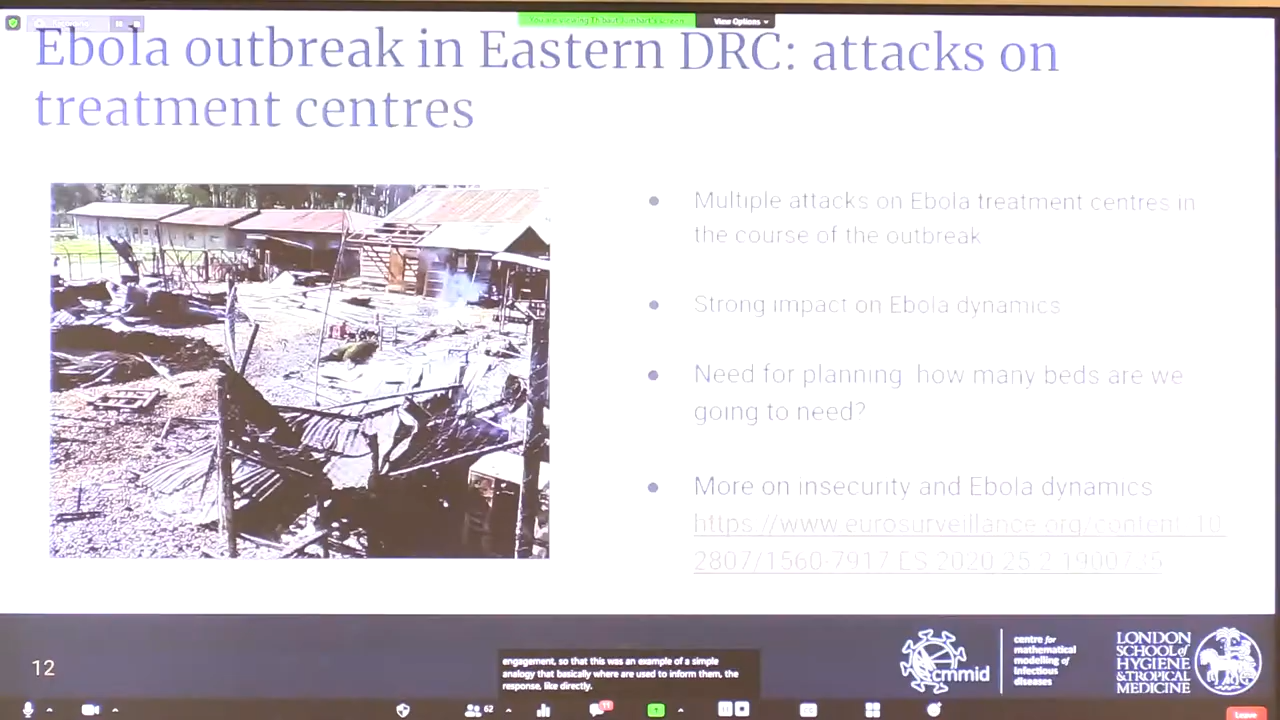 View Options
Ebola outbreak in Eastern DRC: attacks on
treatment centres
Multiple attacks on Ebola treatment centres in
the course of the outbreak
Strong impact on Ebola dynamics
Need for planning how many beds are we
going to need?
More on insecurity and Ebola dynamics
https://www.eurosurveillance.org/content/10
2807/1560-7917.ES.2020.25.2.1900735
12
engagement, so that this was an example of a simple
analogy that basically where are used to inform them, the
response, like directly.
cmmid
centre for
mathematical
modelling of
infectious
diseases
LONDON
SCHOOL of
HYGIENE
& TROPICAL
MEDICINE
62
11
Leave